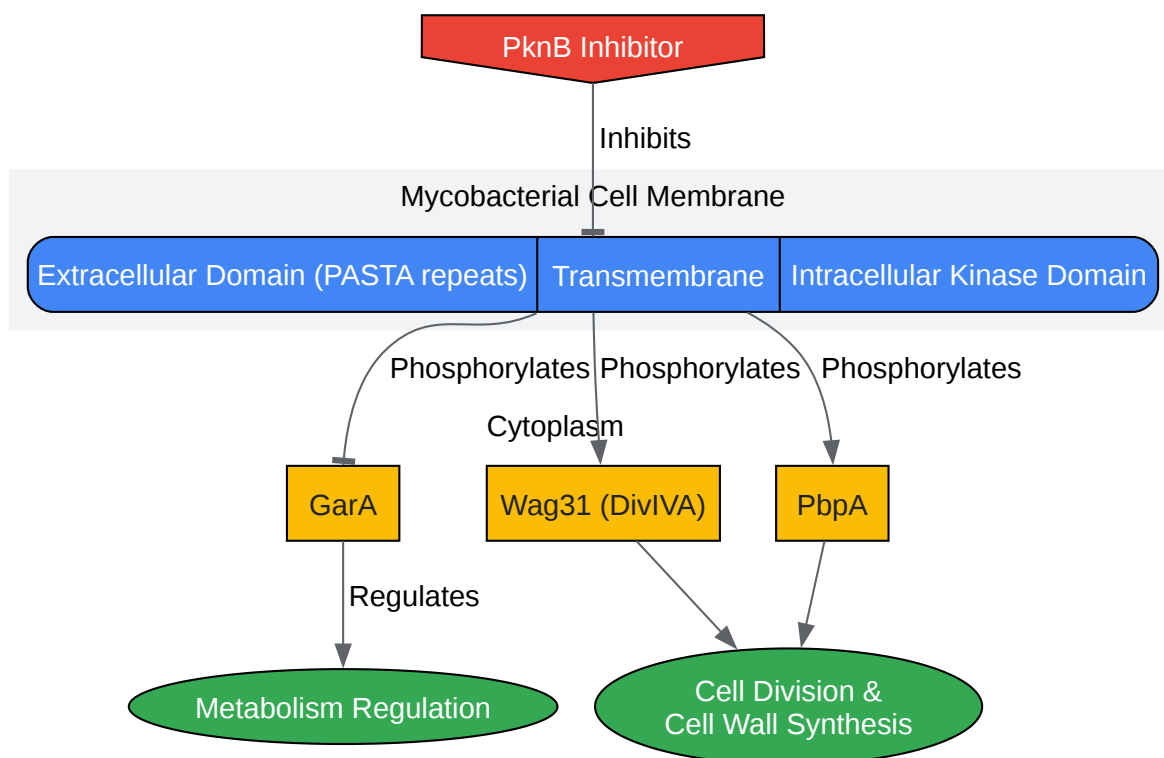 PknB Inhibitor
Inhibits
Mycobacterial Cell Membrane
Extracellular Domain (PASTA repeats)
Transmembrane
Intracellular Kinase Domain
Phosphorylates
Phosphorylates
Phosphorylates
Cytoplasm
GarA
Wag31 (DivIVA)
PbpA
Regulates
Metabolism Regulation
Cell Division &
Cell Wall Synthesis